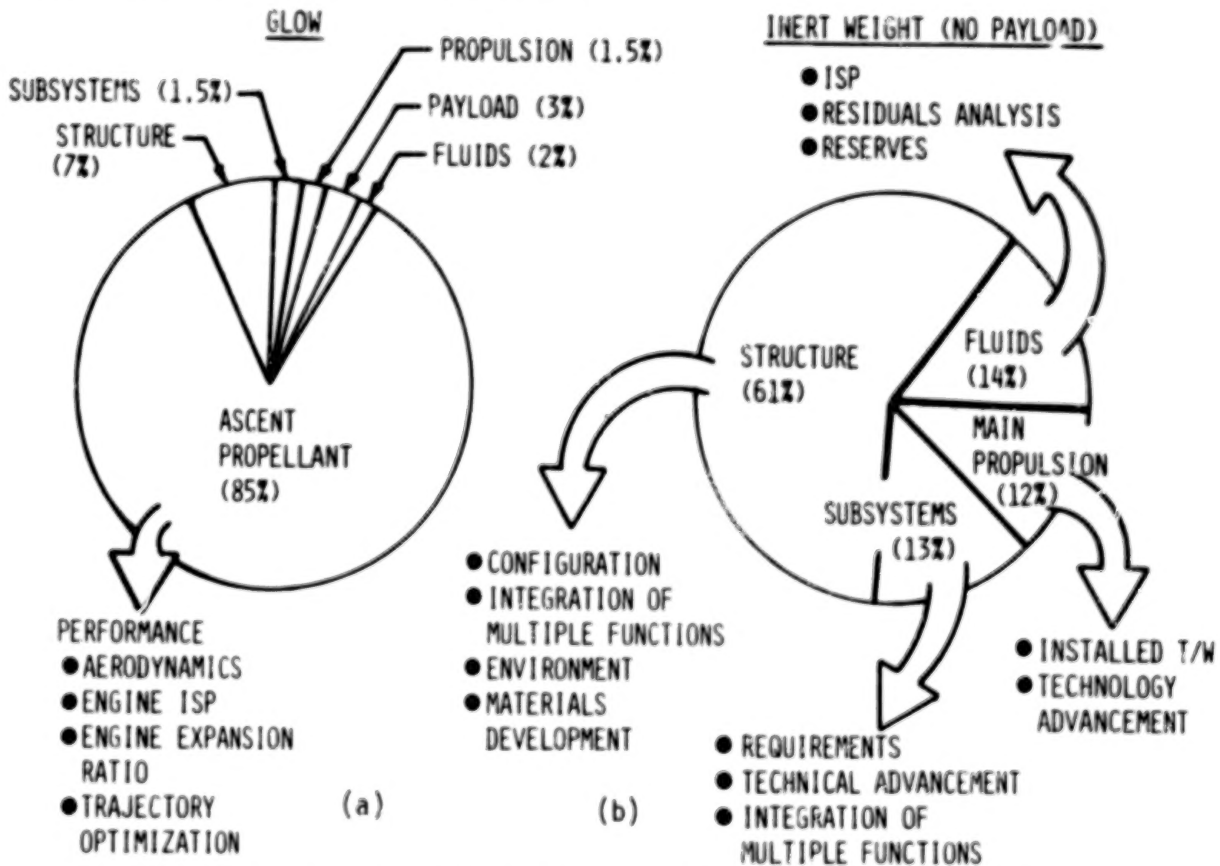 GLOW
PROPULSION (1.5%)
SUBSYSTEMS (1.5%)
PAYLOAD (3%)
STRUCTURE
(7%)
FLUIDS (2%)
ASCENT
PROPELLANT
(85%)
PERFORMANCE
● AERODYNAMICS
● ENGINE ISP
● ENGINE EXPANSION
RATIO
● TRAJECTORY
OPTIMIZATION
(a)
INERT WEIGHT (NO PAYLOAD)
● ISP
● RESIDUALS ANALYSIS
● RESERVES
STRUCTURE
(61%)
FLUIDS
(14%)
MAIN
PROPULSION
(12%)
SUBSYSTEMS
(13%)
● CONFIGURATION
● INTEGRATION OF
MULTIPLE FUNCTIONS
● ENVIRONMENT
● MATERIALS
DEVELOPMENT
● INSTALLED T/W
● TECHNOLOGY
ADVANCEMENT
● REQUIREMENTS
● TECHNICAL ADVANCEMENT
● INTEGRATION OF
MULTIPLE FUNCTIONS
(b)